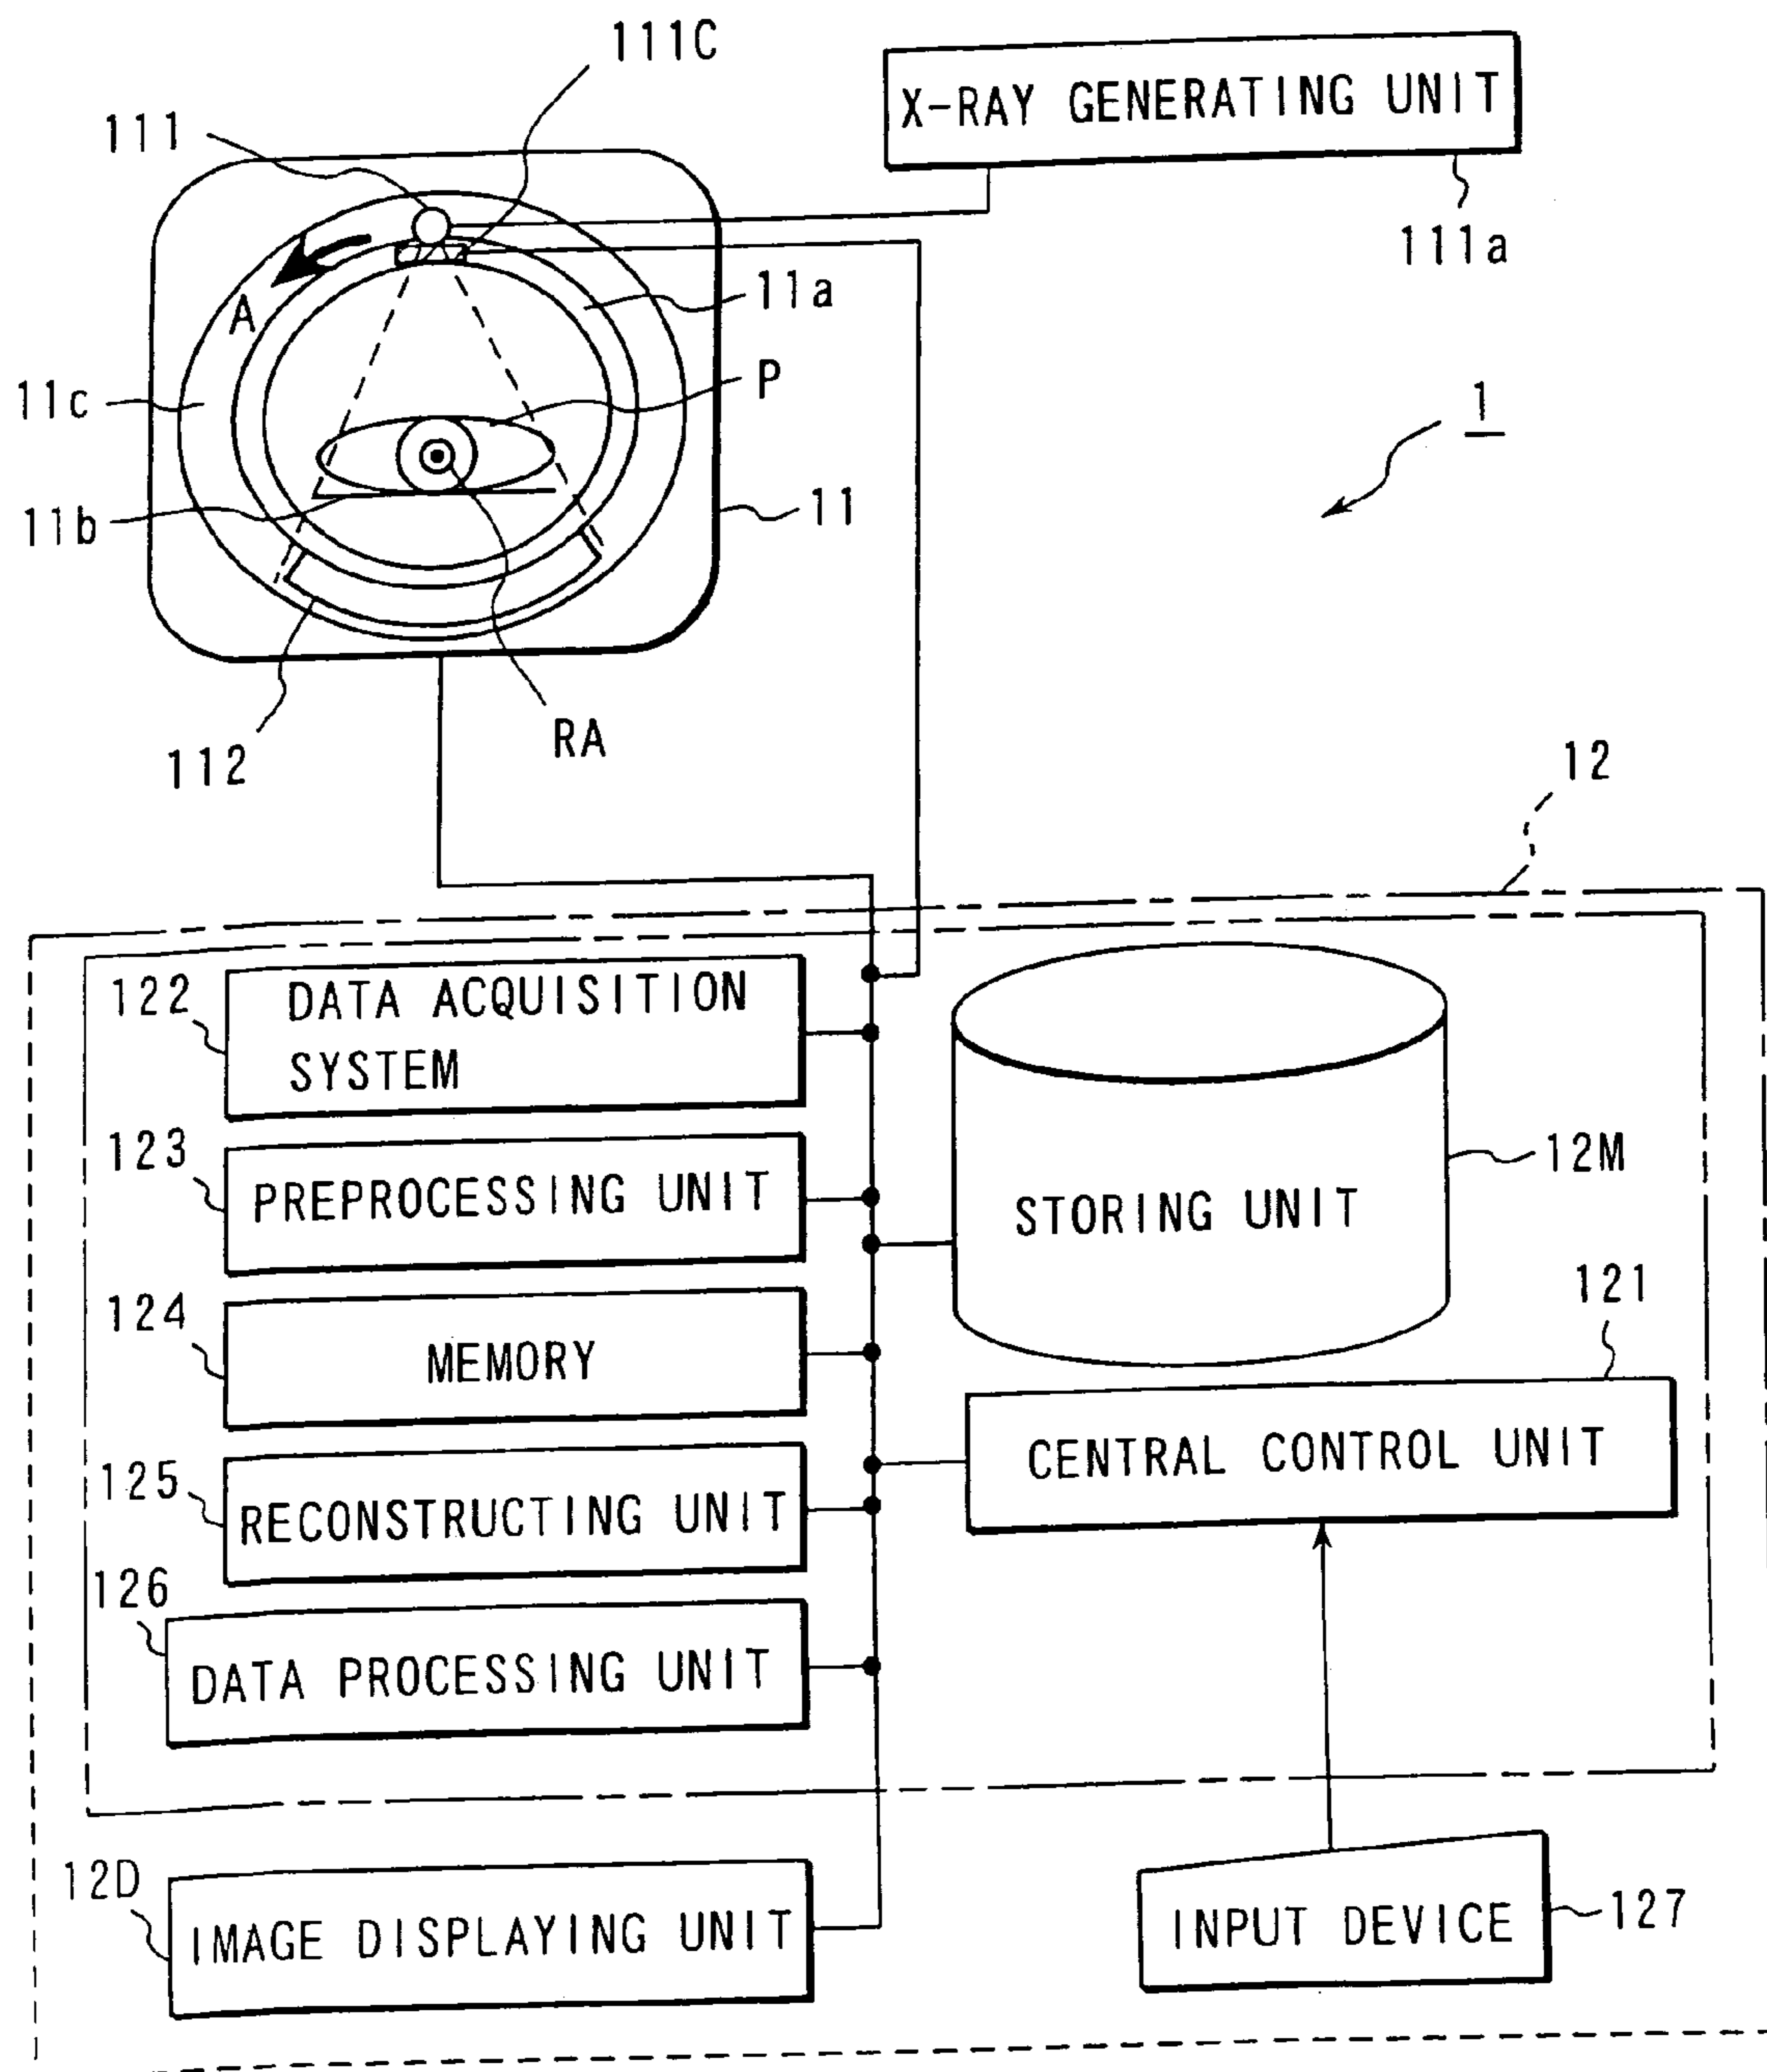 111C
X-RAY GENERATING UNIT
111
111a
11a
A
P
11c
1
11b
11
RA
112
12
122
DATA ACQUISITION
SYSTEM
123
PREPROCESSING UNIT
12M
STORING UNIT
124
MEMORY
121
CENTRAL CONTROL UNIT
125
RECONSTRUCTING UNIT
126
DATA PROCESSING UNIT
12D
IMAGE DISPLAYING UNIT
INPUT DEVICE
127